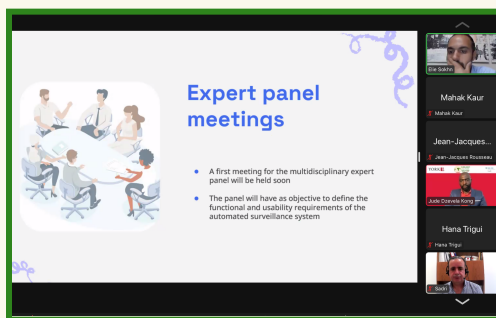 Expert panel
meetings
A first meeting for the multidisciplinary expert
panel will be held soon
The panel will have as objective to define the
functional and usability requirements of the
automated surveillance system
Elie Sokhn
Mahak Kaur
Mahak Kaur
Jean-Jacques...
Jean-Jacques Rousseau
Jude Dzevela Kong
Hana Trigui
Hana Trigui
Sadri